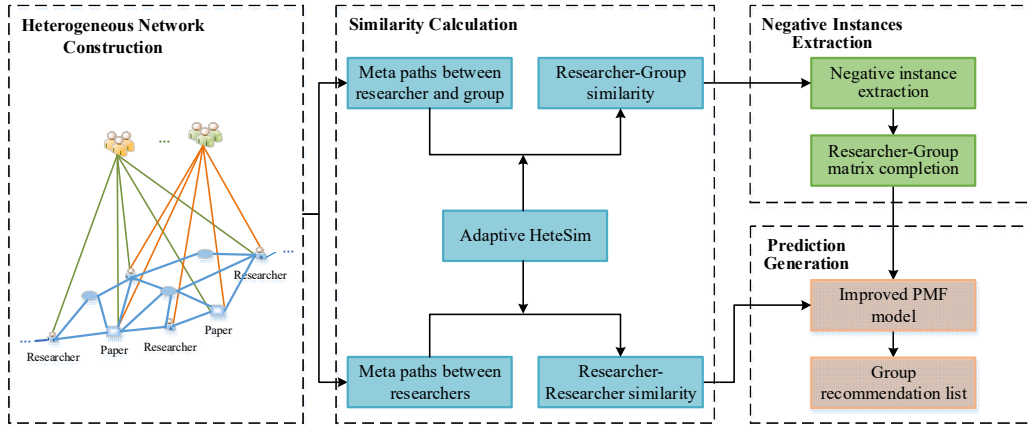 Heterogeneous Network
Construction
...
Researcher
...
Paper
...
Researcher
Paper
Researcher
Similarity Calculation
Meta paths between
researcher and group
Researcher-Group
similarity
Adaptive HeteSim
Meta paths between
researchers
Researcher-
Researcher similarity
Negative Instances
Extraction
Negative instance
extraction
Researcher-Group
matrix completion
Prediction
Generation
Improved PMF
model
Group
recommendation list